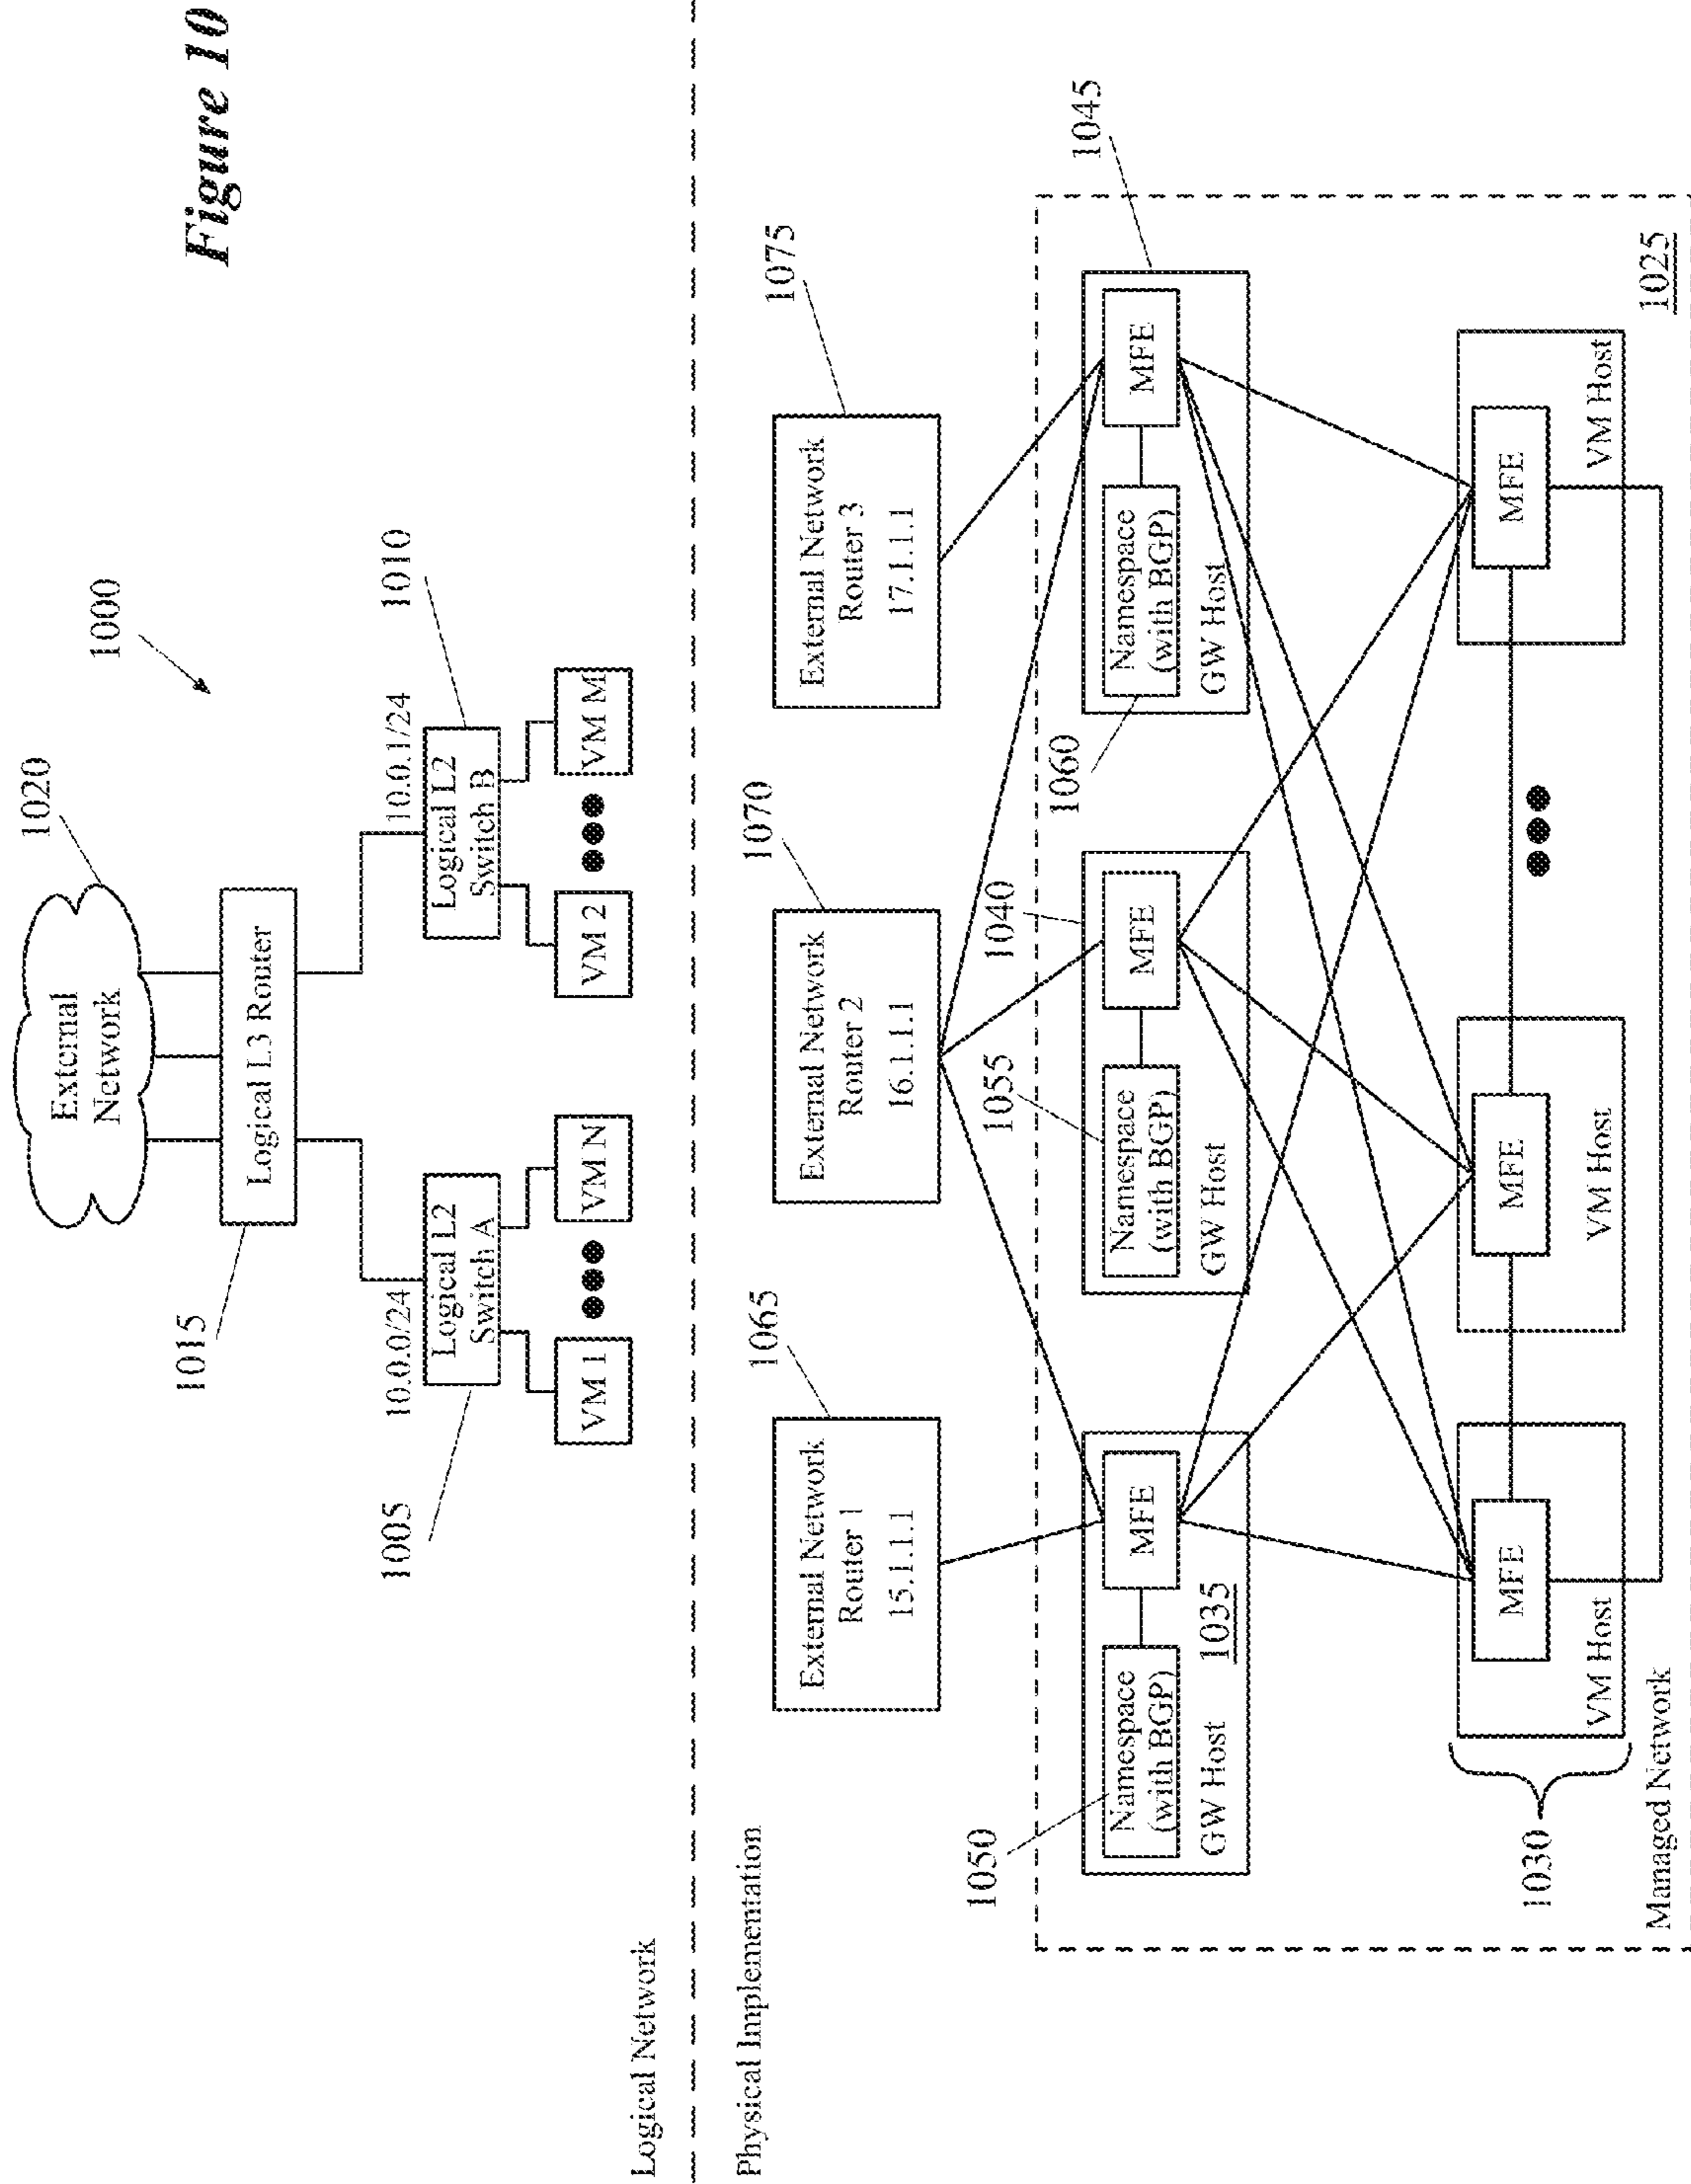 Figure 10
1000
1020
External
Network
1015
Logical L3 Router
10.0.0/24
10.0.1/24
1005
Logical L2
Switch A
Logical L2
Switch B
1010
VM 1
VM N
VM 2
VM M
Logical Network
Physical Implementation
1065
1070
1075
External Network
Router 1
15.1.1.1
External Network
Router 2
16.1.1.1
External Network
Router 3
17.1.1.1
1050
1055
1040
1060
1045
Namespace
(with BGP)
MFE
GW Host
1035
Namespace
(with BGP)
MFE
GW Host
Namespace
(with BGP)
MFE
GW Host
1030
MFE
VM Host
MFE
VM Host
MFE
VM Host
Managed Network
1025